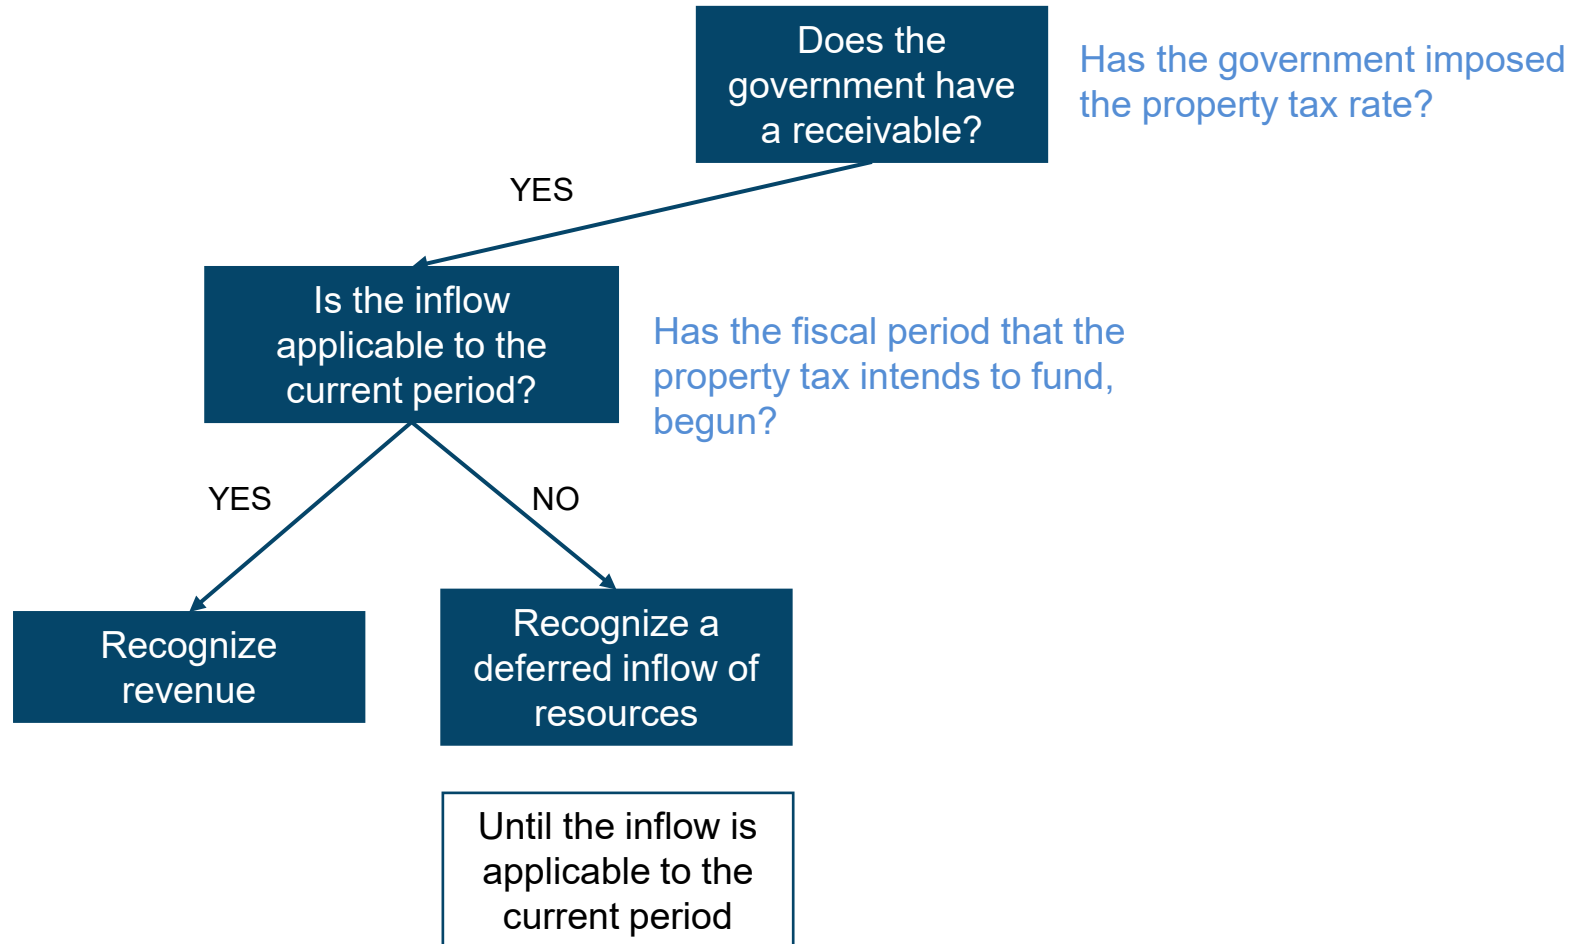 Does the
government have
a receivable?
Has the government imposed
the property tax rate?
YES
Is the inflow
applicable to the
current period?
Has the fiscal period that the
property tax intends to fund,
begun?
YES
NO
Recognize
revenue
Recognize a
deferred inflow of
resources
Until the inflow is
applicable to the
current period